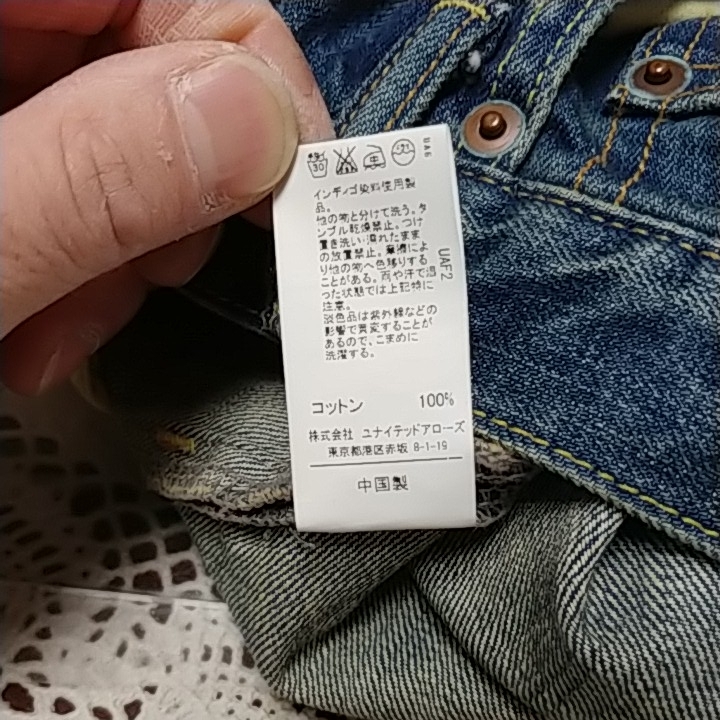 30
UA6
インディゴ染料使用製
品。
他の物と分けて洗う。タ
ンブル乾燥禁止。つけ
置き洗い・濡れたまま
の放置禁止。摩擦によ
り他の物へ色移りする
ことがある。雨や汗で湿
った状態では上記特に
注意。
淡色品は紫外線などの
影響で黄変することが
あるので、こまめに
洗濯する。
UAF2
コットン 100%
株式会社 ユナイテッドアローズ
東京都港区赤坂 8-1-19
中国製